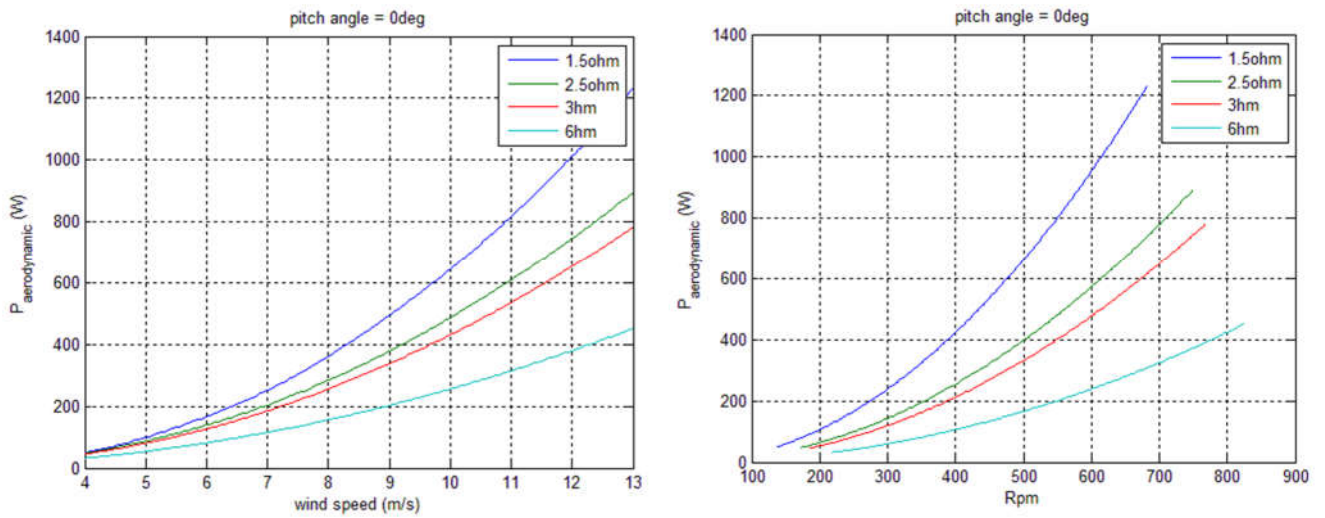 pitch angle = 0deg
1400
1200
1000
800
600
400
200
0
P aerodynamic (W)
1.5ohm
2.5ohm
3hm
6hm
4 5 6 7 8 9 10 11 12 13
wind speed (m/s)
pitch angle = 0deg
1400
1200
1000
800
600
400
200
0
P aerodynamic (W)
1.5ohm
2.5ohm
3hm
6hm
100 200 300 400 500 600 700 800 900
Rpm